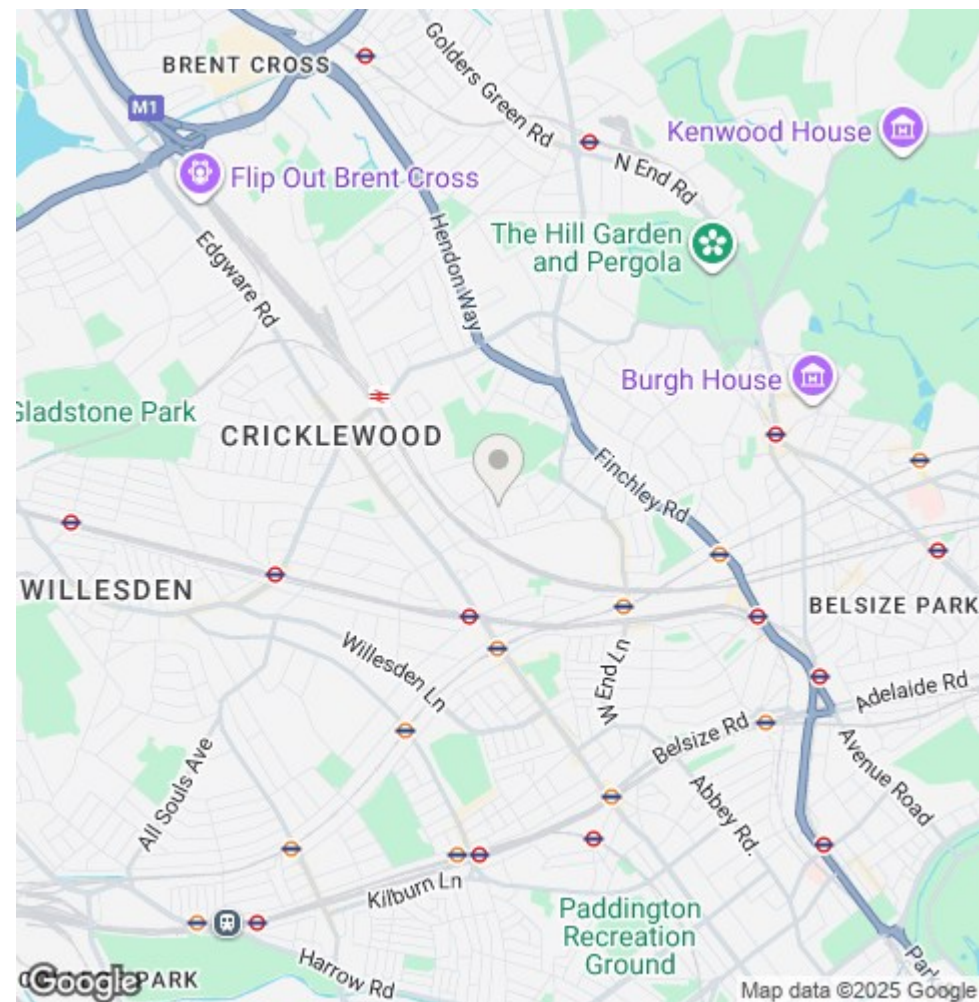 BRENT CROSS
M1
Golders Green Rd
Kenwood House
N End Rd
Flip Out Brent Cross
The Hill Garden
and Pergola
Hendon Way
Edgware Rd
Burgh House
Gladstone Park
CRICKLEWOOD
Finchley Rd
WILLESDEN
BELSIZE PARK
Willesden Ln
W End Ln
Adelaide Rd
Belsize Rd
Avenue Road
All Souls Ave
Abbey Rd.
Kilburn Ln
Paddington
Recreation
Ground
Harrow Rd
PARK
Google
Map data ©2025 Google